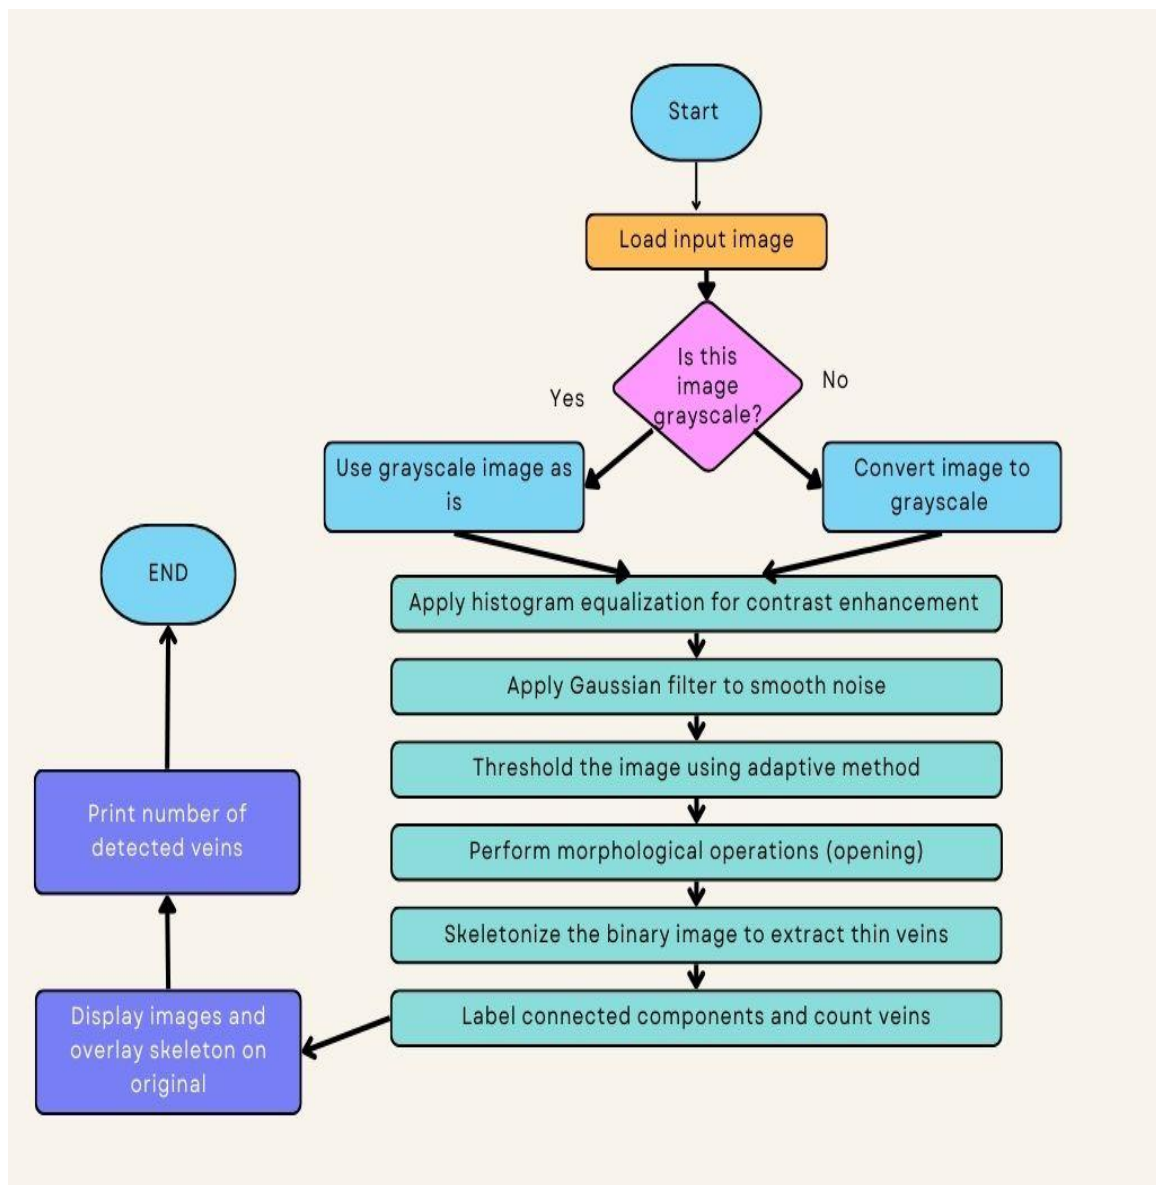 Start
Load input image
Is this
image
grayscale?
Yes
No
Use grayscale image as
is
Convert image to
grayscale
Apply histogram equalization for contrast enhancement
Apply Gaussian filter to smooth noise
Threshold the image using adaptive method
Perform morphological operations (opening)
Skeletonize the binary image to extract thin veins
Label connected components and count veins
Display images and
overlay skeleton on
original
Print number of
detected veins
END